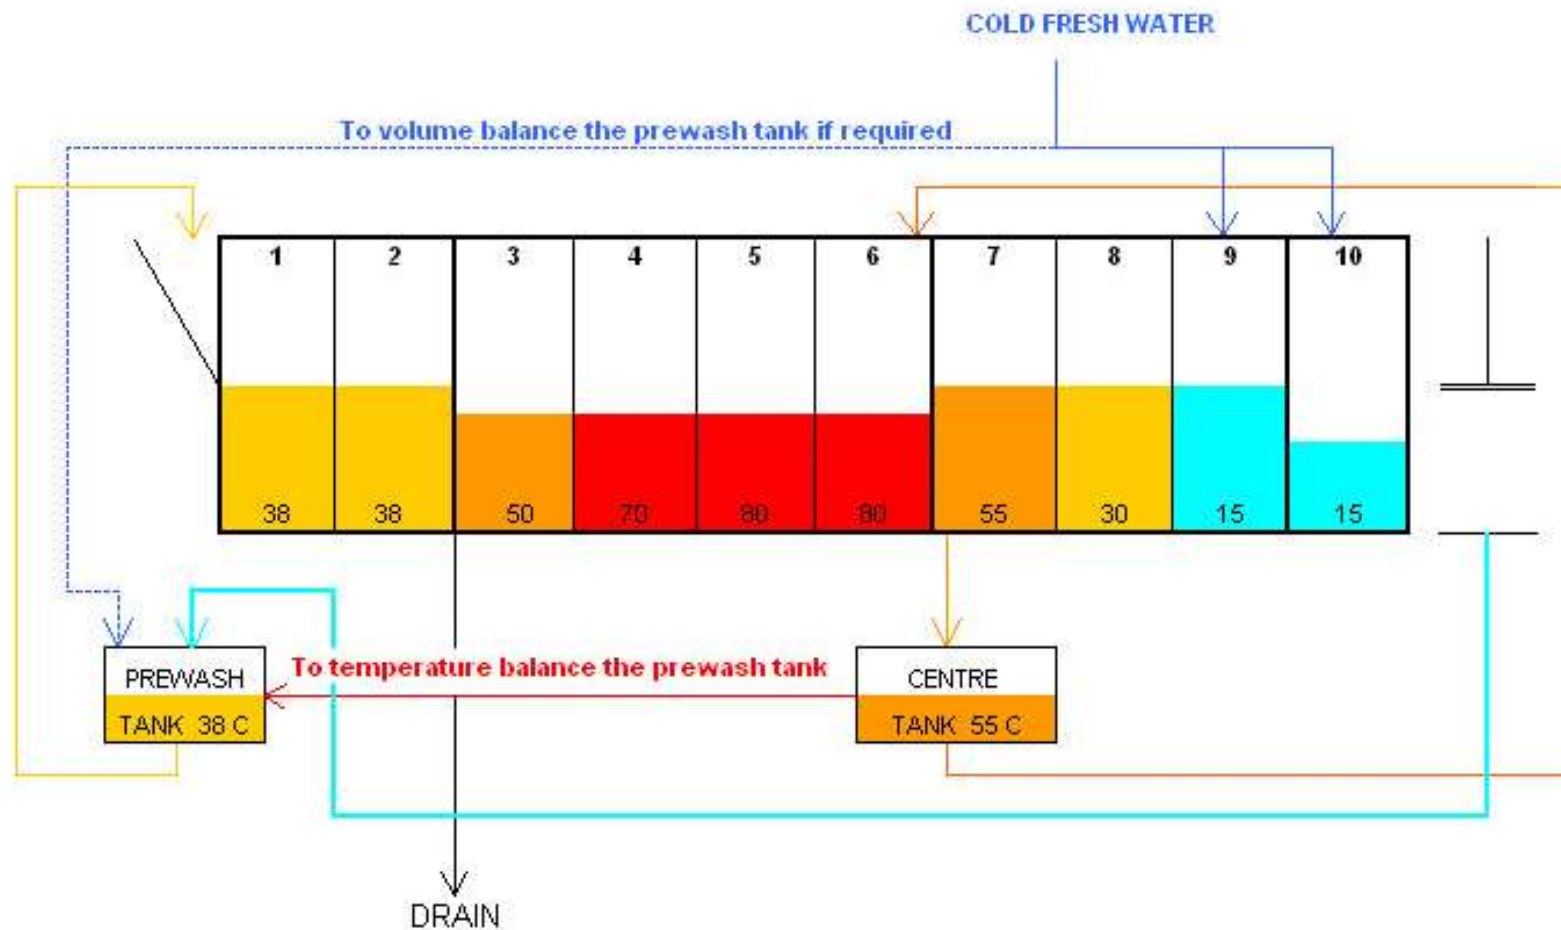 COLD FRESH WATER
To volume balance the prewash tank if required
1 2 3 4 5 6 7 8 9 10
38 38 50 70 80 80 55 30 15 15
PREWASH
TANK 38 C
To temperature balance the prewash tank
CENTRE
TANK 55 C
DRAIN